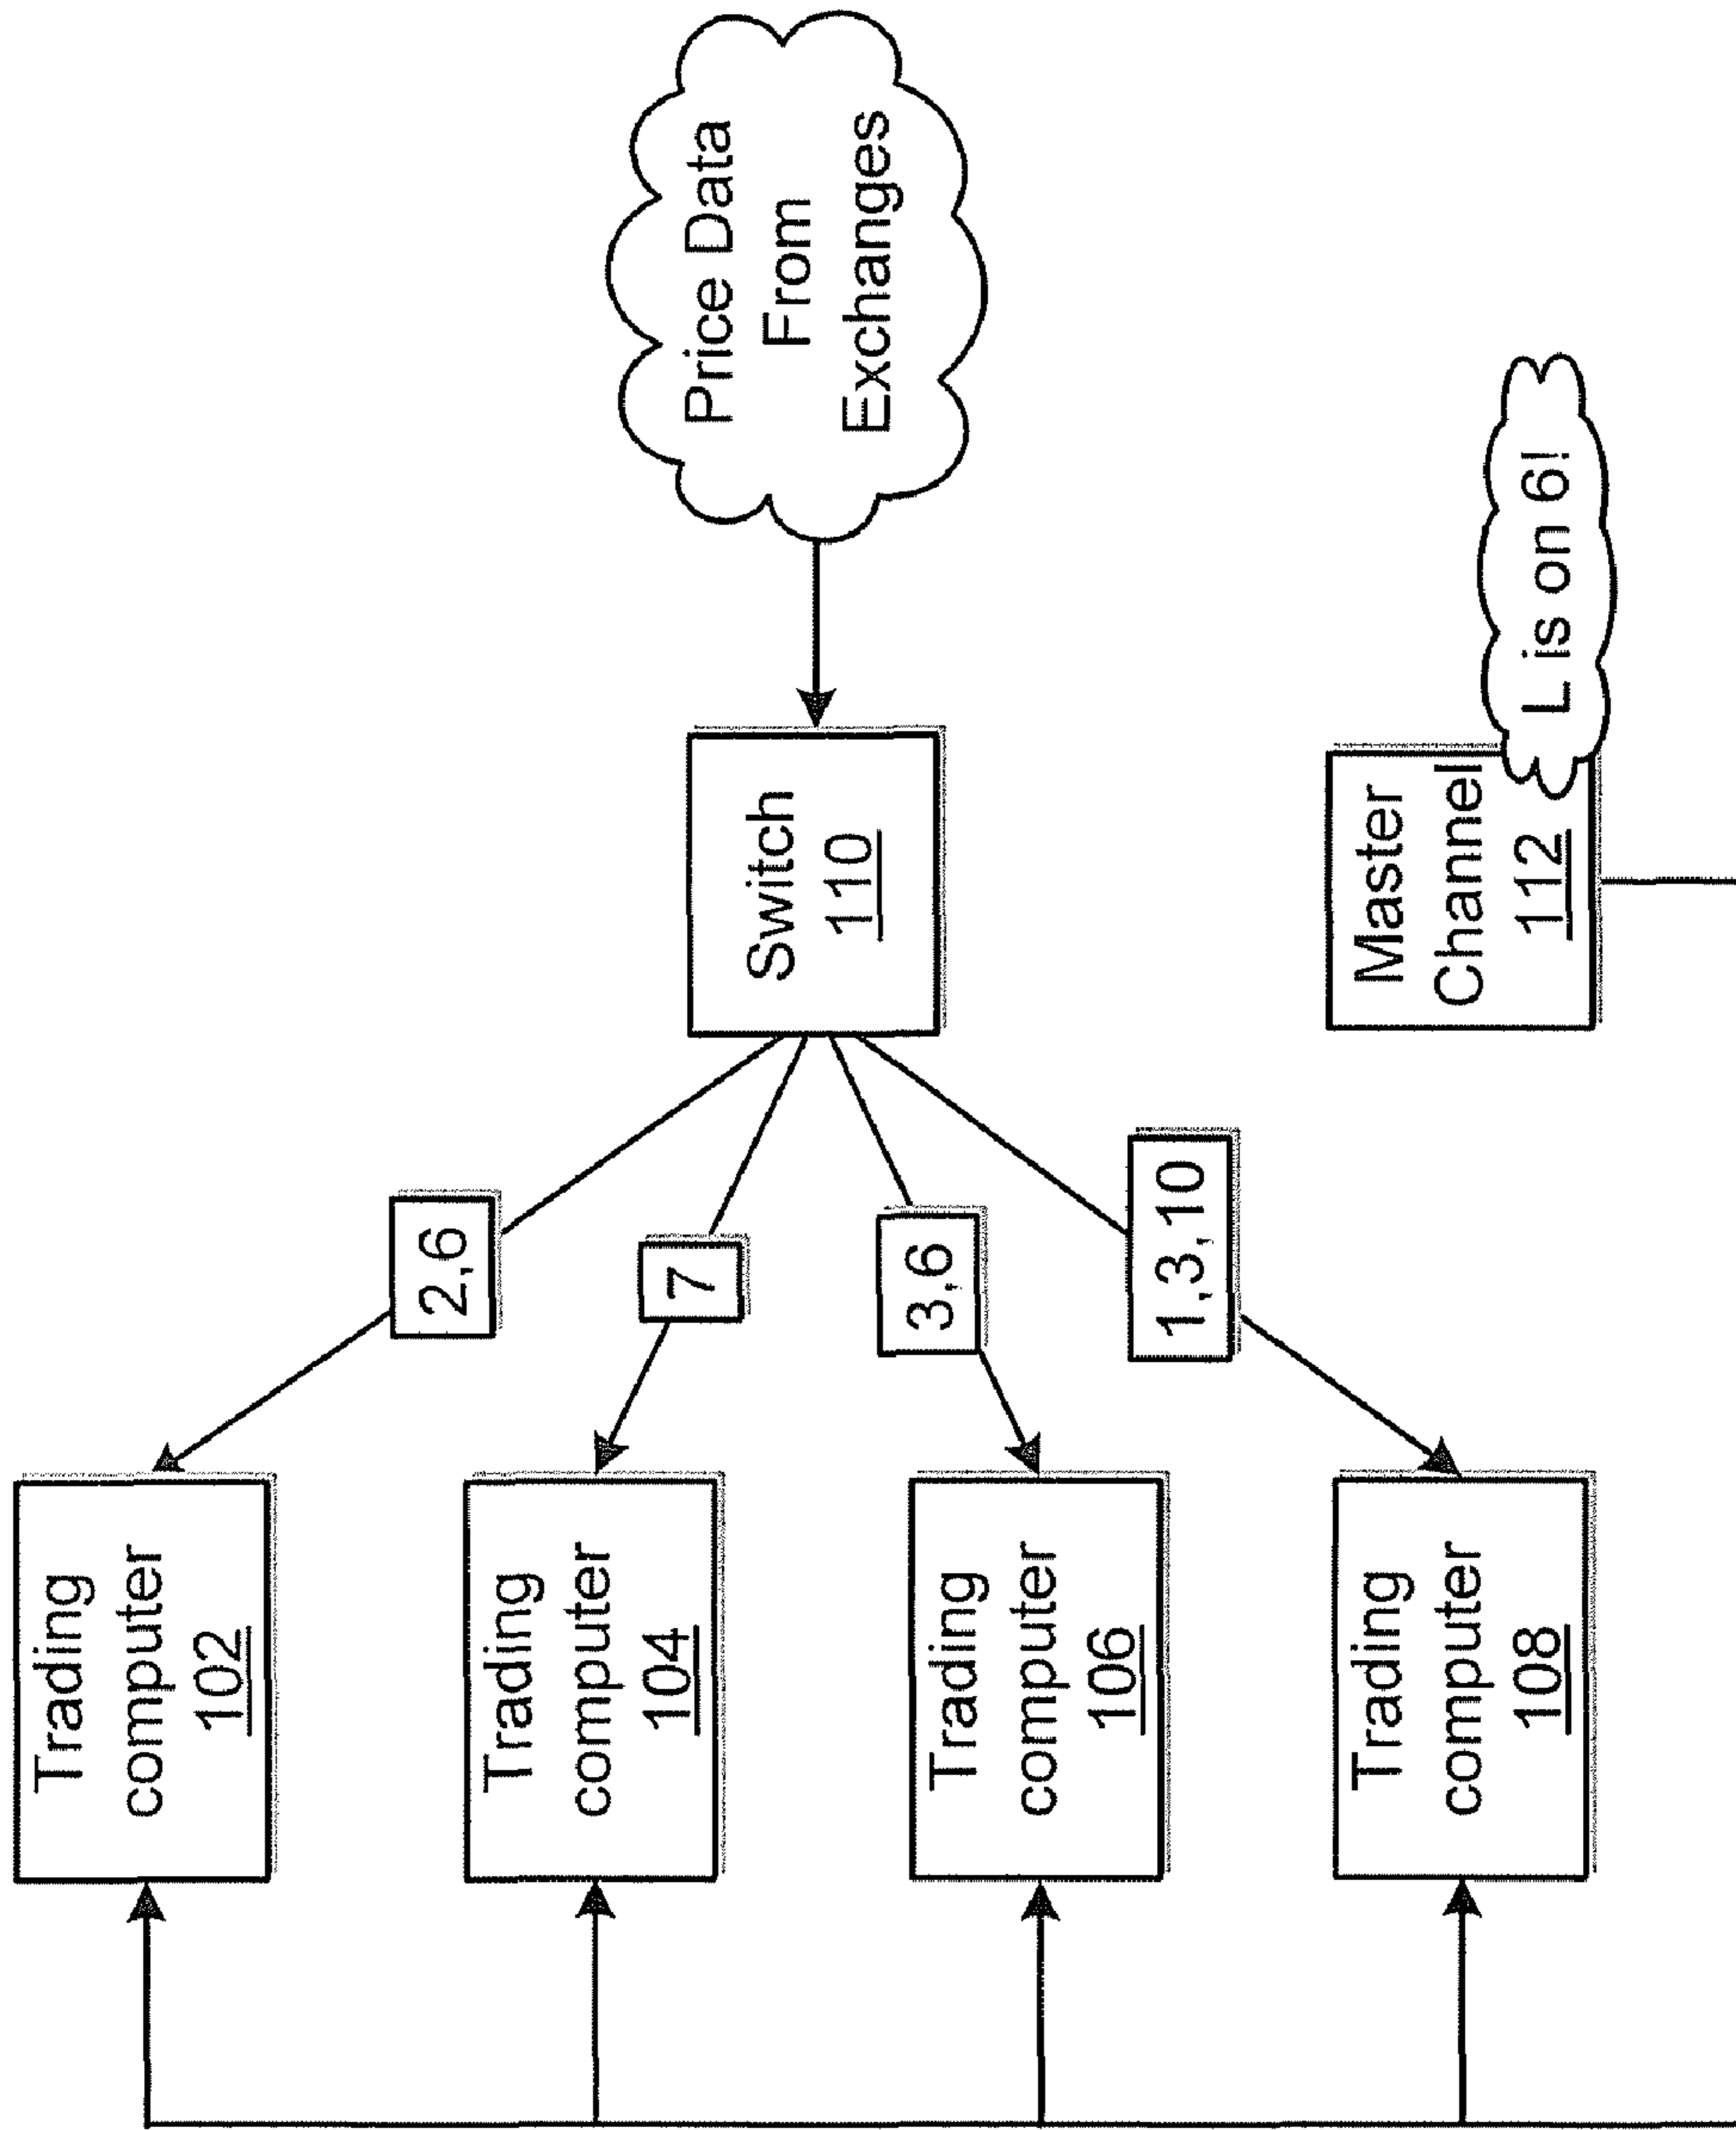 Trading
computer
102
Trading
computer
104
Trading
computer
106
Trading
computer
108
2,6
7
3,6
1,3,10
Switch
110
Price Data
From
Exchanges
Master
Channel
112
L is on 6!